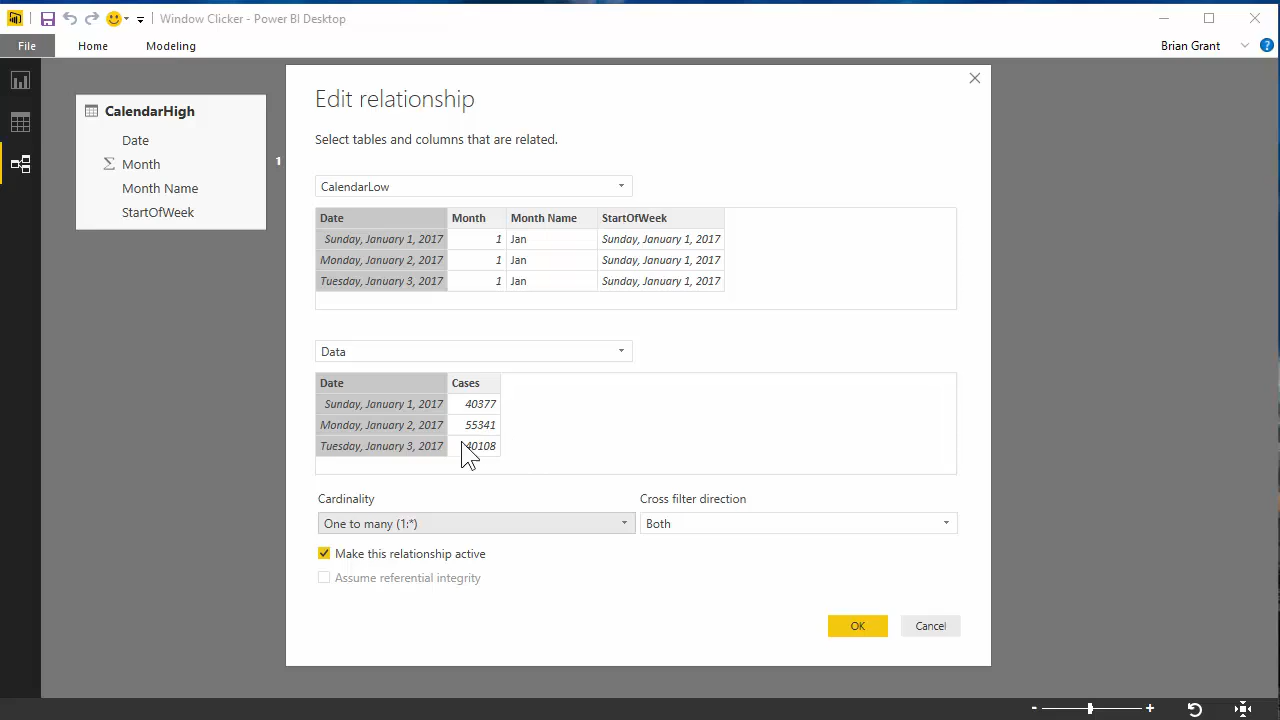 Window Clicker - Power BI Desktop
File Home Modeling
Brian Grant
CalendarHigh
Date
Month
Month Name
StartOfWeek
1
Edit relationship
Select tables and columns that are related.
CalendarLow
Date Month Month Name StartOfWeek
Sunday, January 1, 2017 1 Jan Sunday, January 1, 2017
Monday, January 2, 2017 1 Jan Sunday, January 1, 2017
Tuesday, January 3, 2017 1 Jan Sunday, January 1, 2017
Data
Date Cases
Sunday, January 1, 2017 40377
Monday, January 2, 2017 55341
Tuesday, January 3, 2017 40108
Cardinality Cross filter direction
One to many (1:*) Both
Make this relationship active
Assume referential integrity
OK Cancel